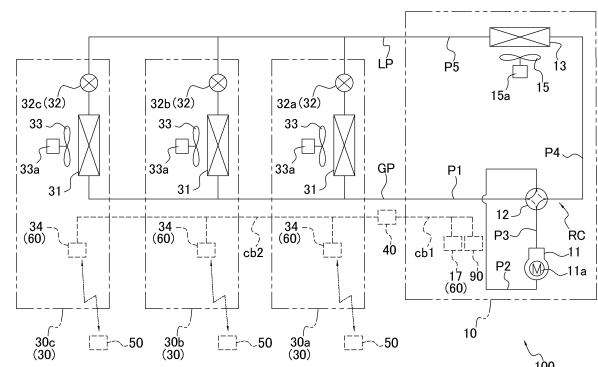 LP
P5
13
32c(32)
32b(32)
32a(32)
15a
15
33
33
33
33a
33a
33a
P4
31
31
31
GP
P1
12
34
(60)
34
(60)
34
(60)
P3
RC
cb2
40
cb1
11
11a
M
17
(60)
90
P2
10
30c
(30)
50
30b
(30)
50
30a
(30)
50
100